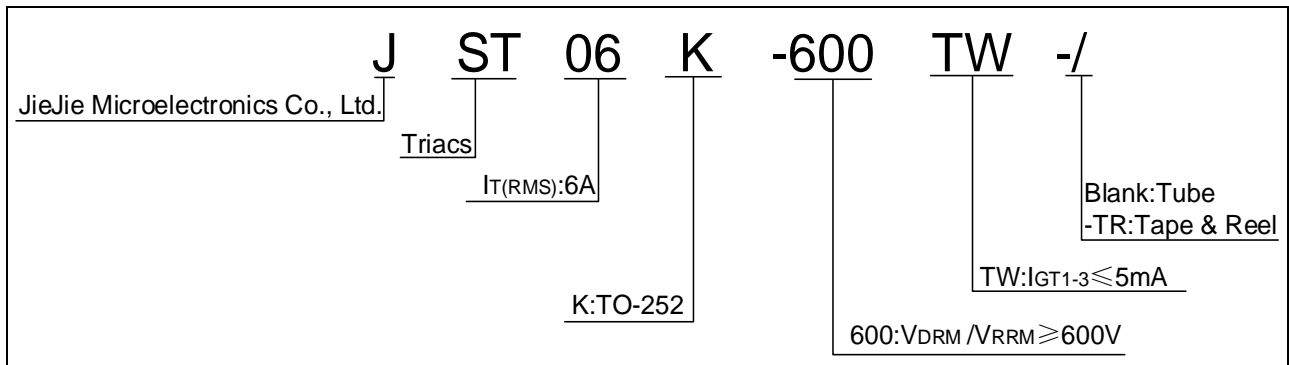 J ST 06 K -600 TW -/
JieJie Microelectronics Co., Ltd.
Triacs
IT(RMS):6A
Blank:Tube
-TR:Tape & Reel
TW:IGT1-3≤5mA
K:TO-252
600:VDRM /VRRM≥600V